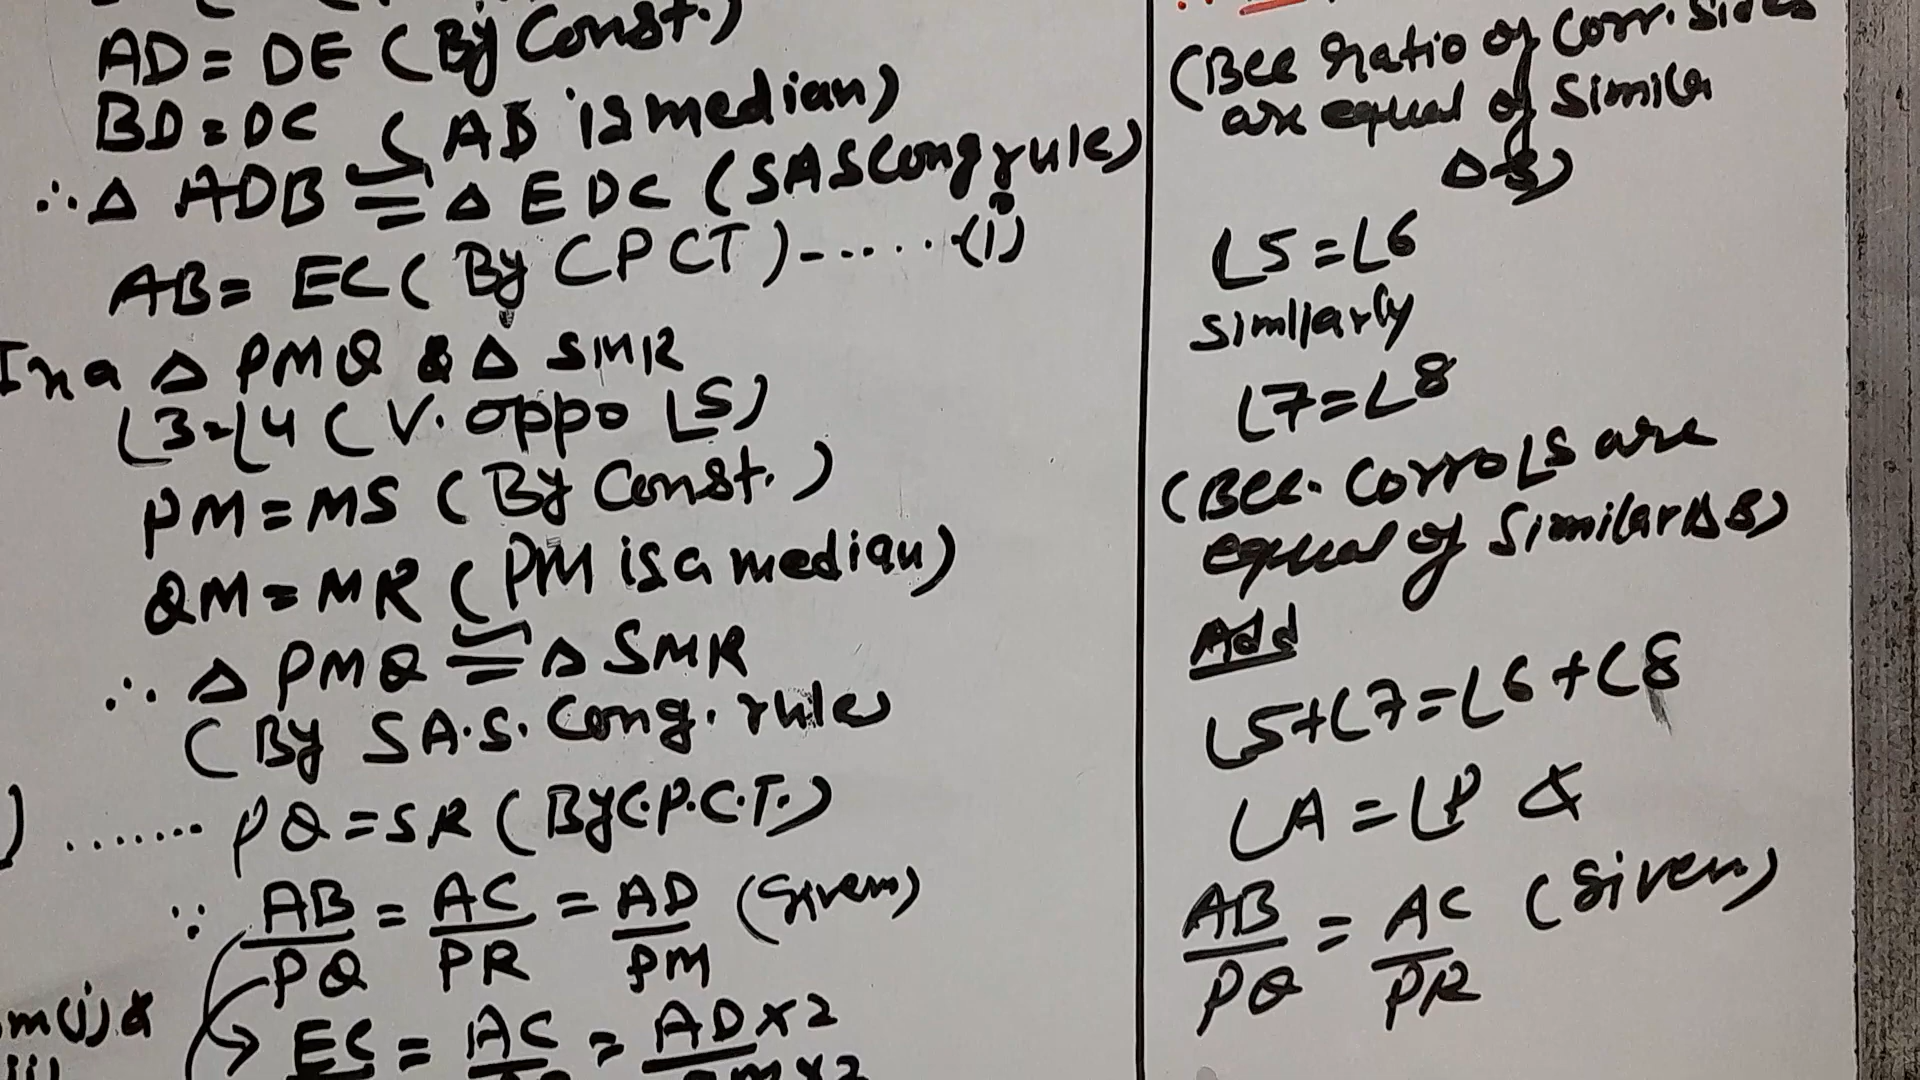 AD = DE (By Const.)
BD = DC (AD is median)
∴ △ ADB ≅ △ EDC (SAS Cong rule)
AB = EC (By CPCT) ------ (i)
In a △ PMQ & △ SMR
∠3=∠4 (V. oppo ∠S)
PM = MS (By Const.)
QM = MR (PM is a median)
∴ △ PMQ ≅ △ SMR
(By S.A.S. Cong. rule
) ....... PQ = SR (By C.P.C.T.)
∵ AB/PQ = AC/PR = AD/PM (Given)
m (i) &
EC = AC = AD×2
M×2
(Bec ratio of Corr. Sides
are equal of Similar
△s)
∠5 = ∠6
Simllarly
∠7 = ∠8
(Bec. Corro ∠S are
equal of Similar △s)
Add
∠5+∠7=∠6+∠8
∠A = ∠P &
AB/PQ = AC/PR (Given)